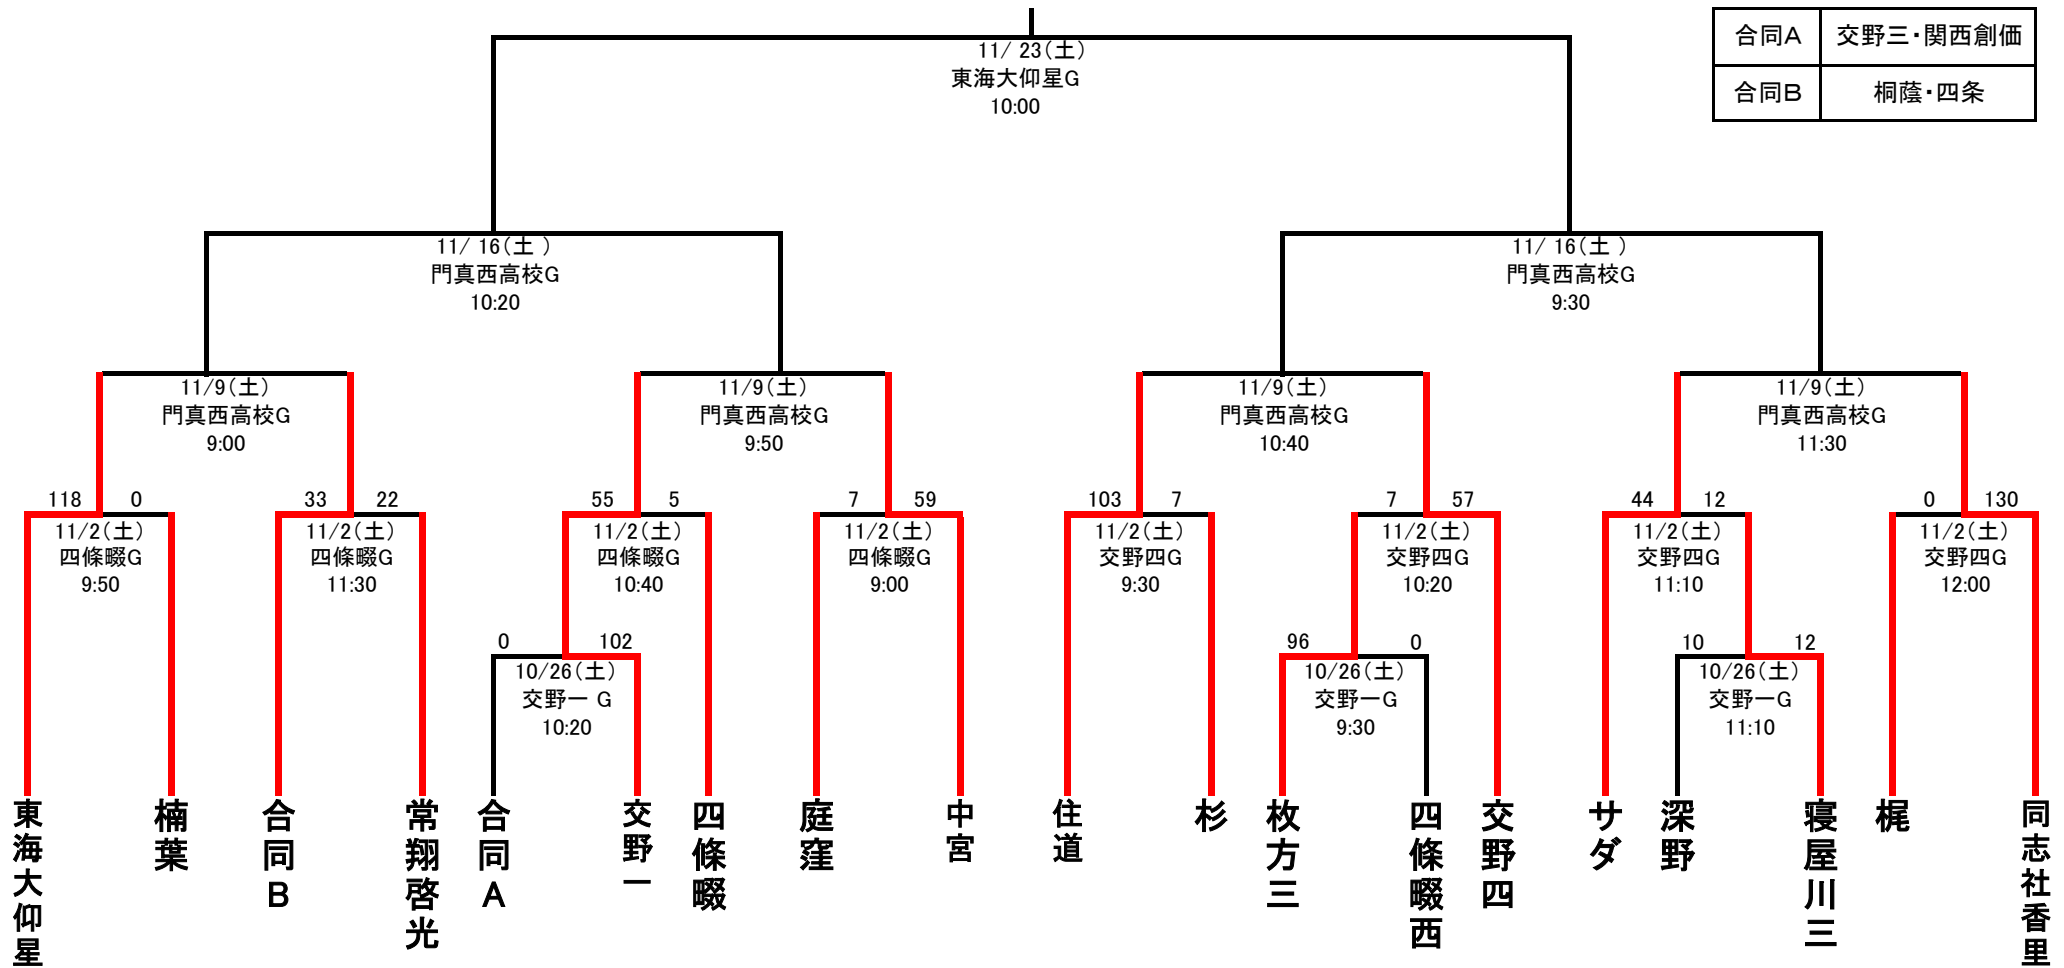 11/ 23(土)
東海大仰星G
10:00
合同A 交野三・関西創価
合同B 桐蔭・四条
11/ 16(土 )
門真西高校G
10:20
11/ 16(土 )
門真西高校G
9:30
11/9(土)
門真西高校G
9:00
11/9(土)
門真西高校G
9:50
11/9(土)
門真西高校G
10:40
11/9(土)
門真西高校G
11:30
118 0
11/2(土)
四條畷G
9:50
33 22
11/2(土)
四條畷G
11:30
55 5
11/2(土)
四條畷G
10:40
7 59
11/2(土)
四條畷G
9:00
103 7
11/2(土)
交野四G
9:30
7 57
11/2(土)
交野四G
10:20
44 12
11/2(土)
交野四G
11:10
0 130
11/2(土)
交野四G
12:00
0 102
10/26(土)
交野一 G
10:20
96 0
10/26(土)
交野一G
9:30
10 12
10/26(土)
交野一G
11:10
東海大仰星
楠葉
合同B
常翔啓光
合同A
交野一
四條畷
庭窪
中宮
住道
杉
枚方三
四條畷西
交野四
サダ
深野
寝屋川三
梶
同志社香里